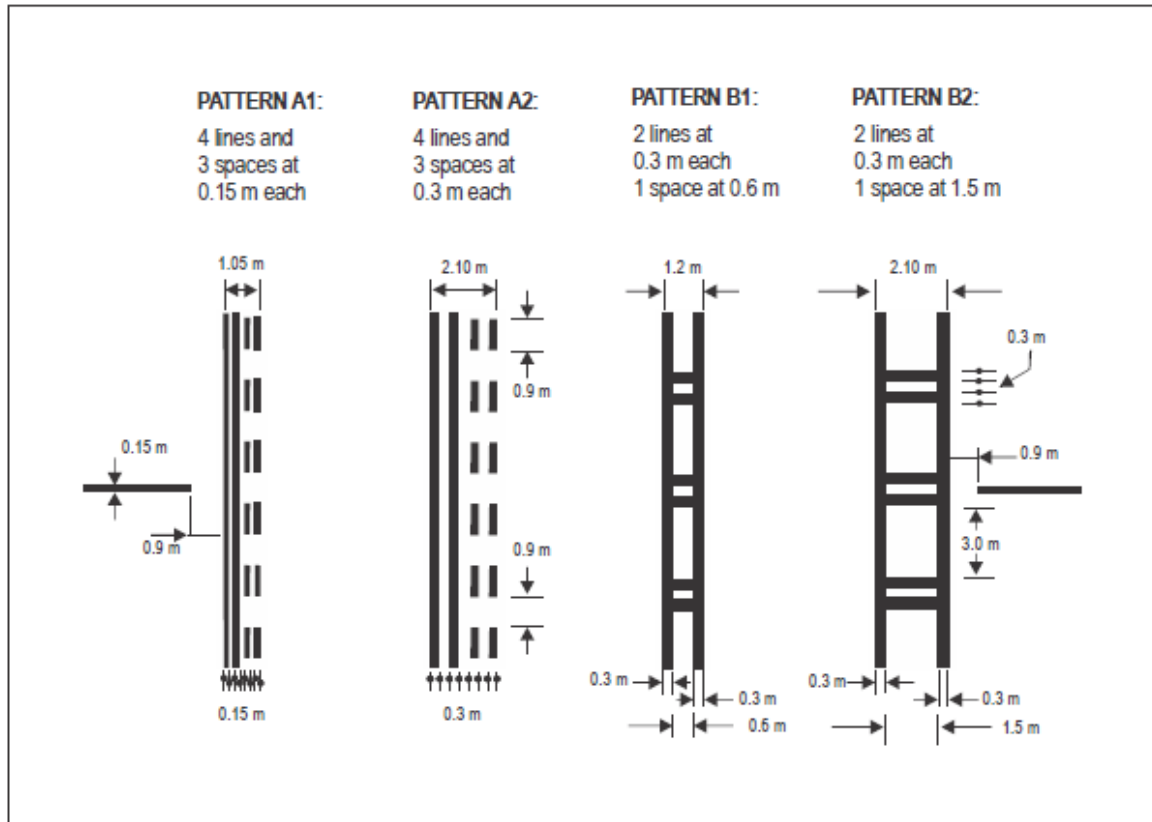 PATTERN A1:
4 lines and
3 spaces at
0.15 m each
PATTERN A2:
4 lines and
3 spaces at
0.3 m each
PATTERN B1:
2 lines at
0.3 m each
1 space at 0.6 m
PATTERN B2:
2 lines at
0.3 m each
1 space at 1.5 m
1.05 m
2.10 m
1.2 m
2.10 m
0.3 m
0.9 m
0.15 m
0.9 m
0.9 m
0.9 m
3.0 m
0.3 m
0.3 m
0.3 m
0.3 m
0.15 m
0.3 m
0.6 m
1.5 m